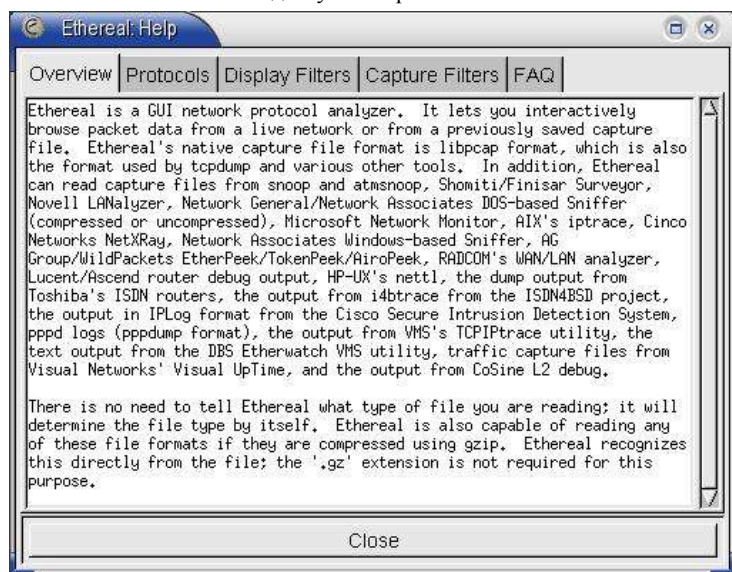 Ethereal: Help
Overview Protocols Display Filters Capture Filters FAQ
Ethereal is a GUI network protocol analyzer.  It lets you interactively
browse packet data from a live network or from a previously saved capture
file.  Ethereal's native capture file format is libpcap format, which is also
the format used by tcpdump and various other tools.  In addition, Ethereal
can read capture files from snoop and atmsnoop, Shomiti/Finisar Surveyor,
Novell LANalyzer, Network General/Network Associates DOS-based Sniffer
(compressed or uncompressed), Microsoft Network Monitor, AIX's iptrace, Cinco
Networks NetXRay, Network Associates Windows-based Sniffer, AG
Group/WildPackets EtherPeek/TokenPeek/AiroPeek, RADCOM's WAN/LAN analyzer,
Lucent/Ascend router debug output, HP-UX's nettl, the dump output from
Toshiba's ISDN routers, the output from i4btrace from the ISDN4BSD project,
the output in IPLog format from the Cisco Secure Intrusion Detection System,
pppd logs (pppdump format), the output from VMS's TCPIPtrace utility, the
text output from the DBS Etherwatch VMS utility, traffic capture files from
Visual Networks' Visual UpTime, and the output from CoSine L2 debug.
There is no need to tell Ethereal what type of file you are reading; it will
determine the file type by itself.  Ethereal is also capable of reading any
of these file formats if they are compressed using gzip.  Ethereal recognizes
this directly from the file; the '.gz' extension is not required for this
purpose.
Close